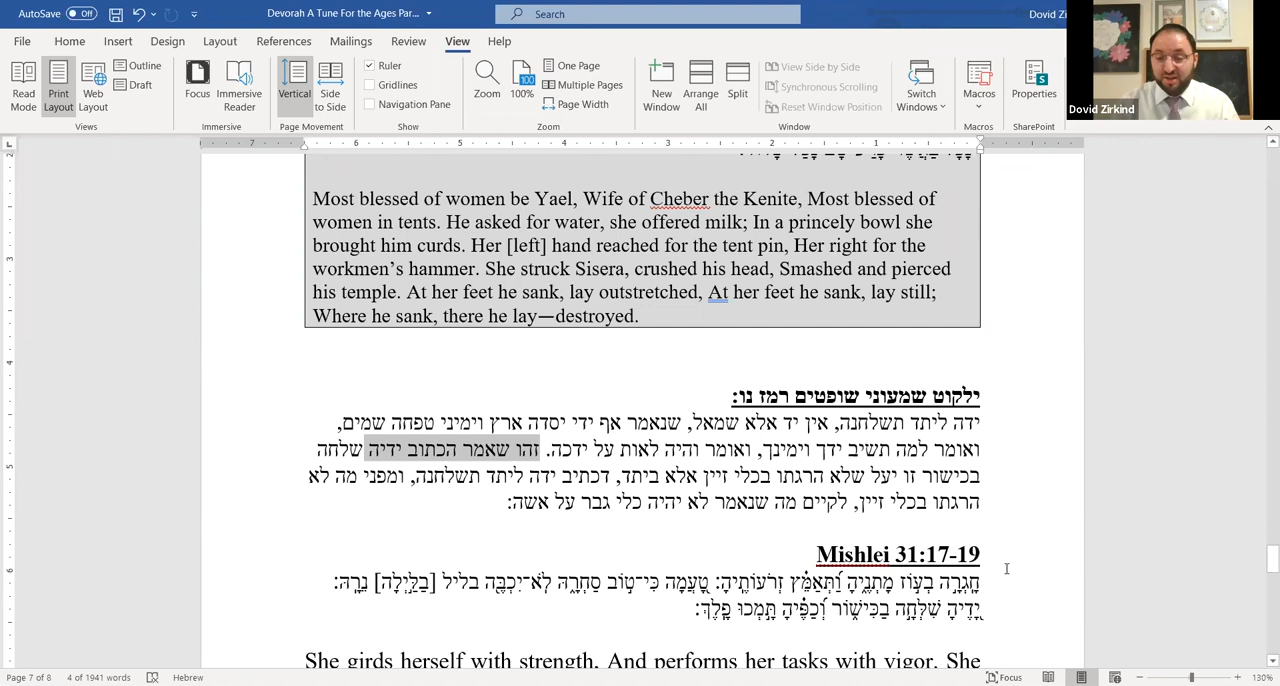 AutoSave Off Devorah A Tune For the Ages Par... Search Dovid Zi
File Home Insert Design Layout References Mailings Review View Help
Read Mode
Print Layout
Web Layout
Outline
Draft
Views
Focus
Immersive Reader
Immersive
Vertical
Side to Side
Page Movement
Ruler
Gridlines
Navigation Pane
Show
Zoom
100
100%
One Page
Multiple Pages
Page Width
Zoom
New Window
Arrange All
Split
View Side by Side
Synchronous Scrolling
Reset Window Position
Switch Windows
Window
Macros
Macros
Properties
SharePoint
Dovid Zirkind
7 6 5 4 3 2 1
2
3
4
5
6
Most blessed of women be Yael, Wife of Cheber the Kenite, Most blessed of
women in tents. He asked for water, she offered milk; In a princely bowl she
brought him curds. Her [left] hand reached for the tent pin, Her right for the
workmen's hammer. She struck Sisera, crushed his head, Smashed and pierced
his temple. At her feet he sank, lay outstretched, At her feet he sank, lay still;
Where he sank, there he lay—destroyed.
ילקוט שמעוני שופטים רמז נו:
ידה ליתד תשלחנה, אין יד אלא שמאל, שנאמר אף ידי יסדה ארץ וימיני טפחה שמים,
ואומר למה תשיב ידך וימינך, ואומר והיה לאות על ידכה. זהו שאמר הכתוב ידיה שלחה
בכישור זו יעל שלא הרגתו בכלי זיין אלא ביתד, דכתיב ידה ליתד תשלחנה, ומפני מה לא
הרגתו בכלי זיין, לקיים מה שנאמר לא יהיה כלי גבר על אשה:
Mishlei 31:17-19
חָֽגְרָ֣ה בְע֣וֹז מָתְנֶ֑יהָ וַ֝תְּאַמֵּ֗ץ זְרֹעוֹתֶֽיהָ: טָ֭עֲמָה כִּי־ט֣וֹב סַחְרָ֑הּ לֹֽא־יִכְבֶּ֖ה בליל [בַלַּ֣יְלָה] נֵרָֽהּ:
יָ֭דֶיהָ שִׁלְּחָ֣ה בַכִּישׁ֑וֹר וְ֝כַפֶּ֗יהָ תָּ֣מְכוּ פָֽלֶךְ:
She girds herself with strength, And performs her tasks with vigor. She
Page 7 of 8 4 of 1941 words Hebrew Focus 130%